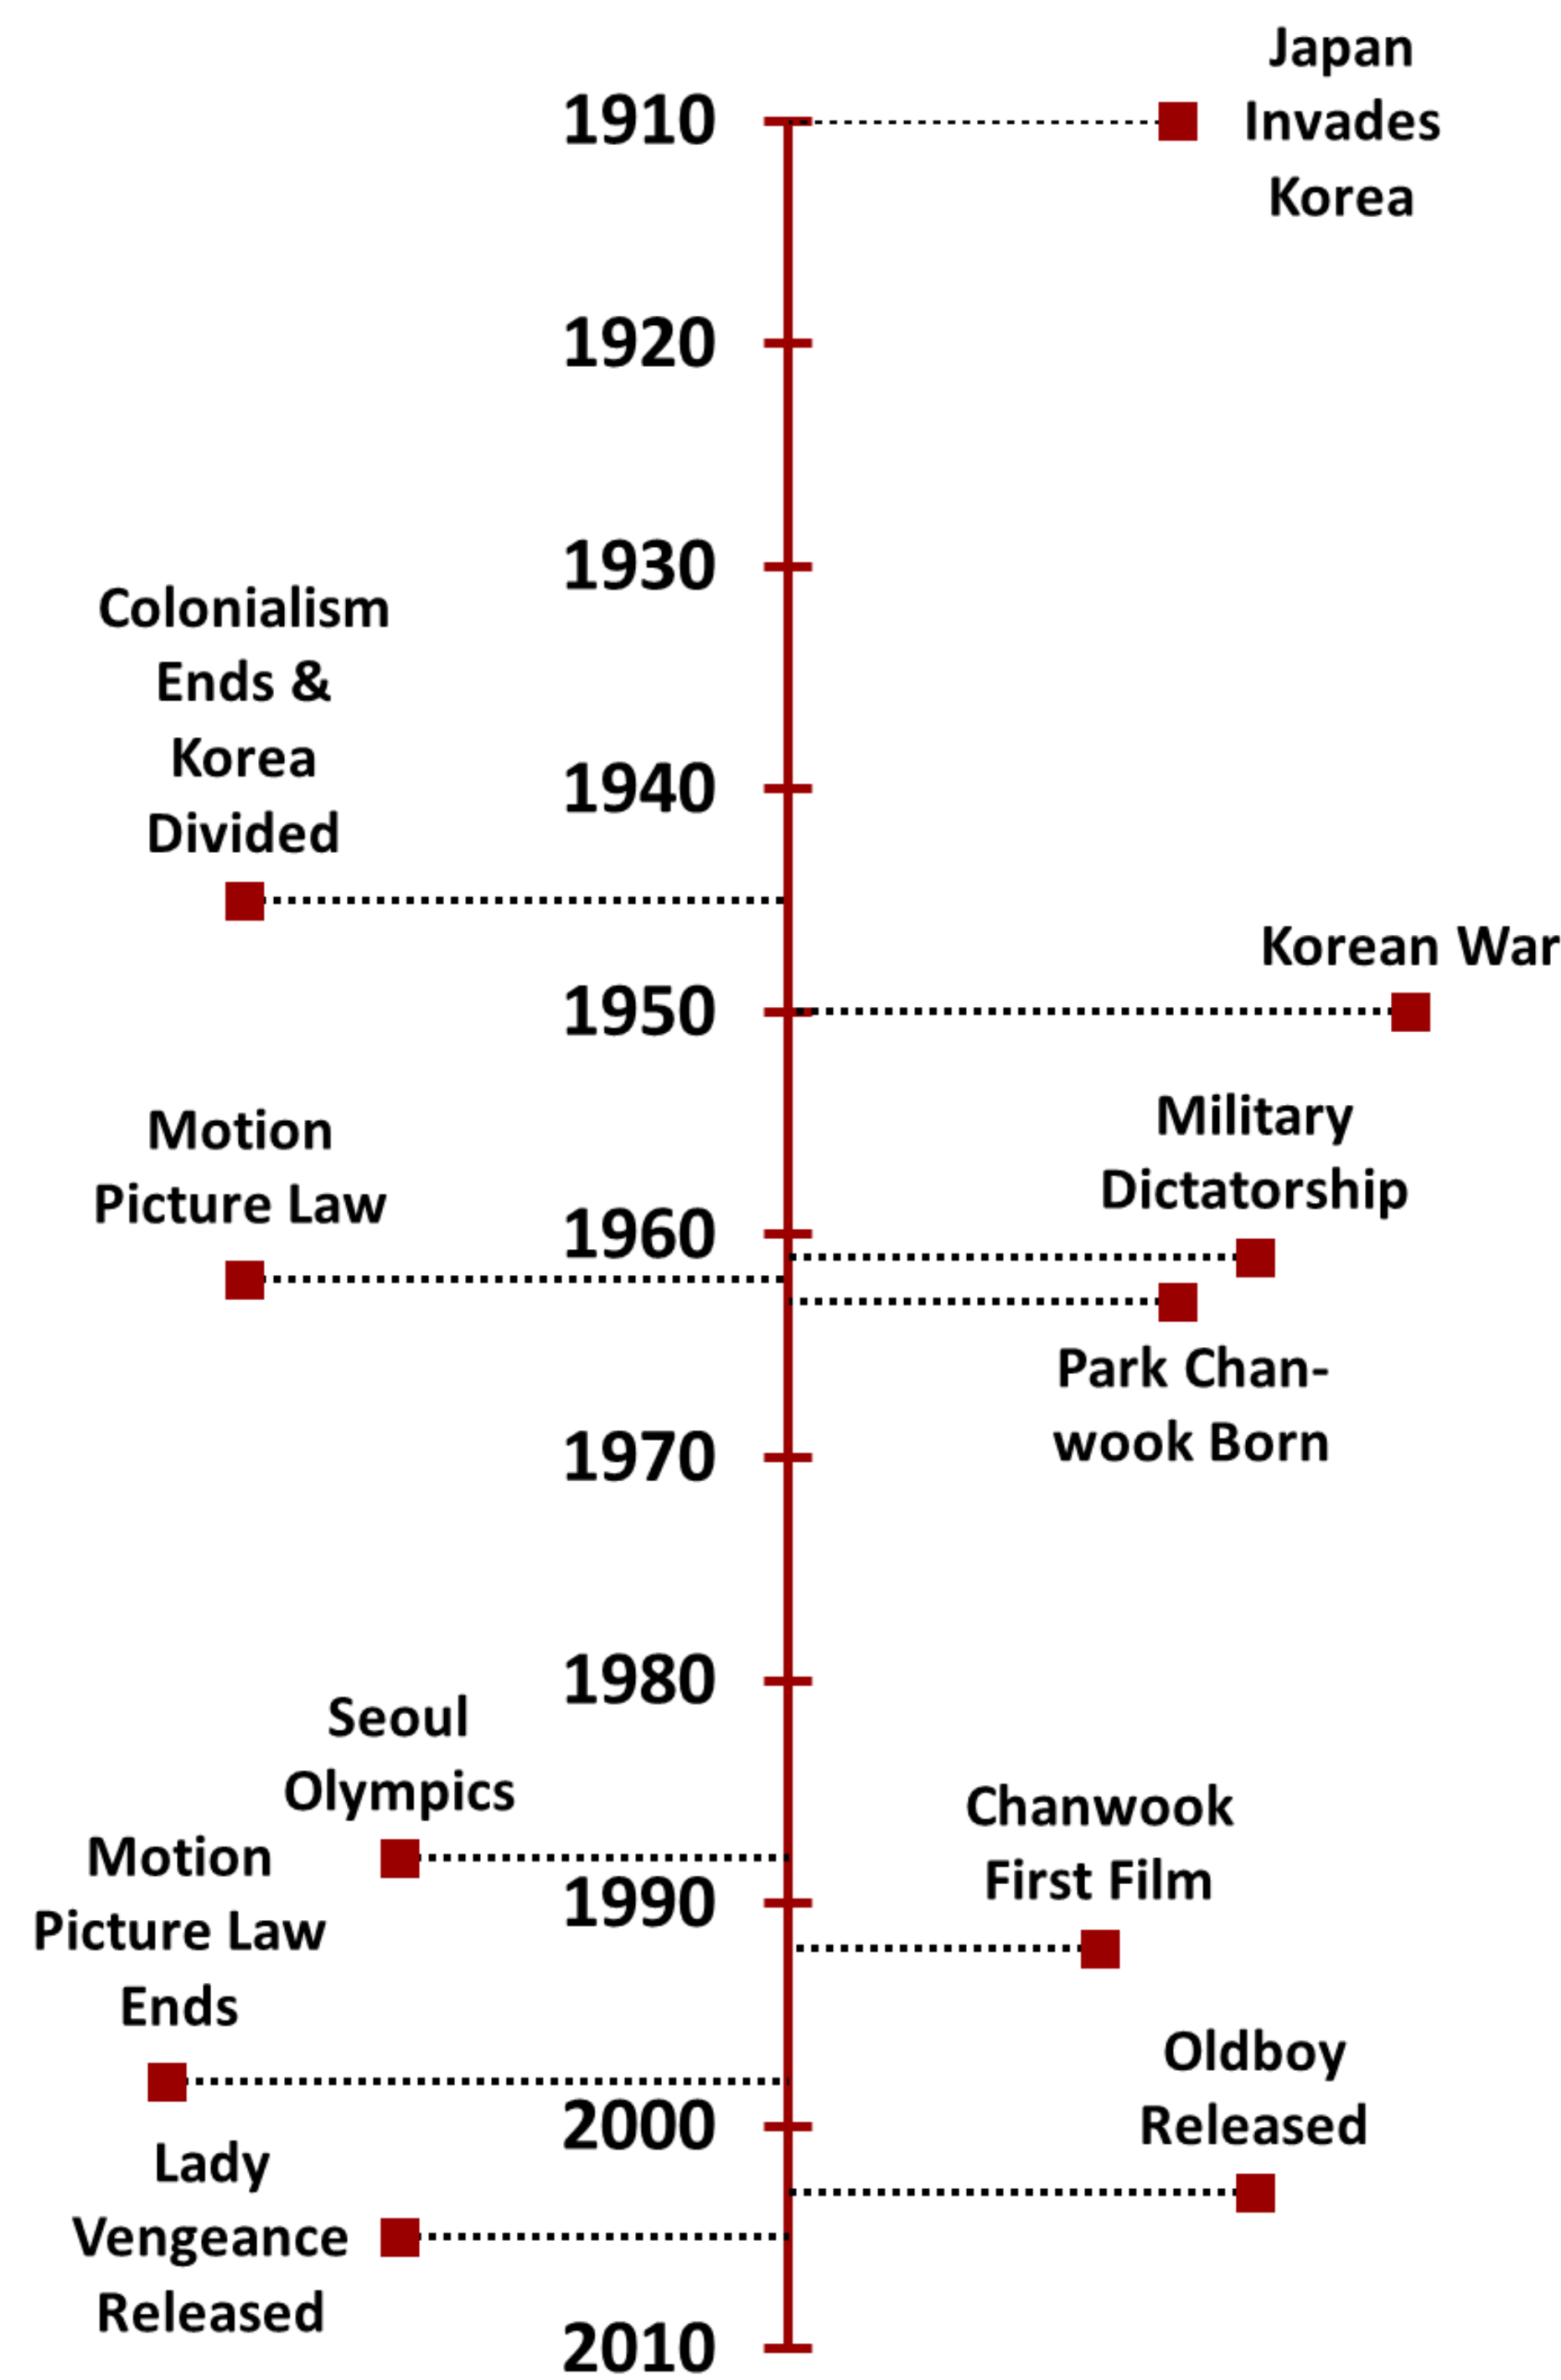 Japan
Invades
Korea
1910
1920
1930
Colonialism
Ends &
Korea
Divided
1940
Korean War
1950
Military
Dictatorship
Motion
Picture Law
1960
Park Chan-
wook Born
1970
1980
Seoul
Olympics
Chanwook
First Film
Motion
Picture Law
Ends
1990
Oldboy
Released
2000
Lady
Vengeance
Released
2010